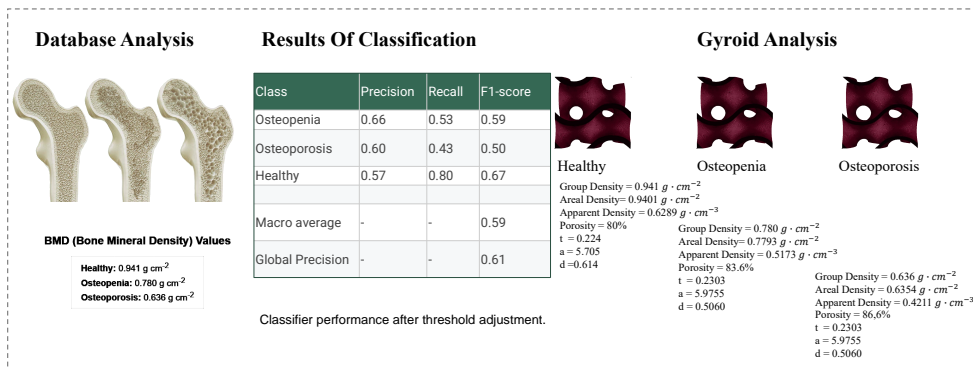 Database Analysis
BMD (Bone Mineral Density) Values
Healthy: 0.941 g cm⁻²
Osteopenia: 0.780 g cm⁻²
Osteoporosis: 0.636 g cm⁻²
Results Of Classification
Class Precision Recall F1-score
Osteopenia 0.66 0.53 0.59
Osteoporosis 0.60 0.43 0.50
Healthy 0.57 0.80 0.67
Macro average - - 0.59
Global Precision - - 0.61
Classifier performance after threshold adjustment.
Gyroid Analysis
Healthy
Group Density = 0.941 g · cm⁻²
Areal Density= 0.9401 g · cm⁻²
Apparent Density = 0.6289 g · cm⁻³
Porosity = 80%
t = 0.224
a = 5.705
d =0.614
Osteopenia
Group Density = 0.780 g · cm⁻²
Areal Density= 0.7793 g · cm⁻²
Apparent Density = 0.5173 g · cm⁻³
Porosity = 83.6%
t = 0.2303
a = 5.9755
d = 0.5060
Osteoporosis
Group Density = 0.636 g · cm⁻²
Areal Density = 0.6354 g · cm⁻²
Apparent Density = 0.4211 g · cm⁻³
Porosity = 86,6%
t = 0.2303
a = 5.9755
d = 0.5060